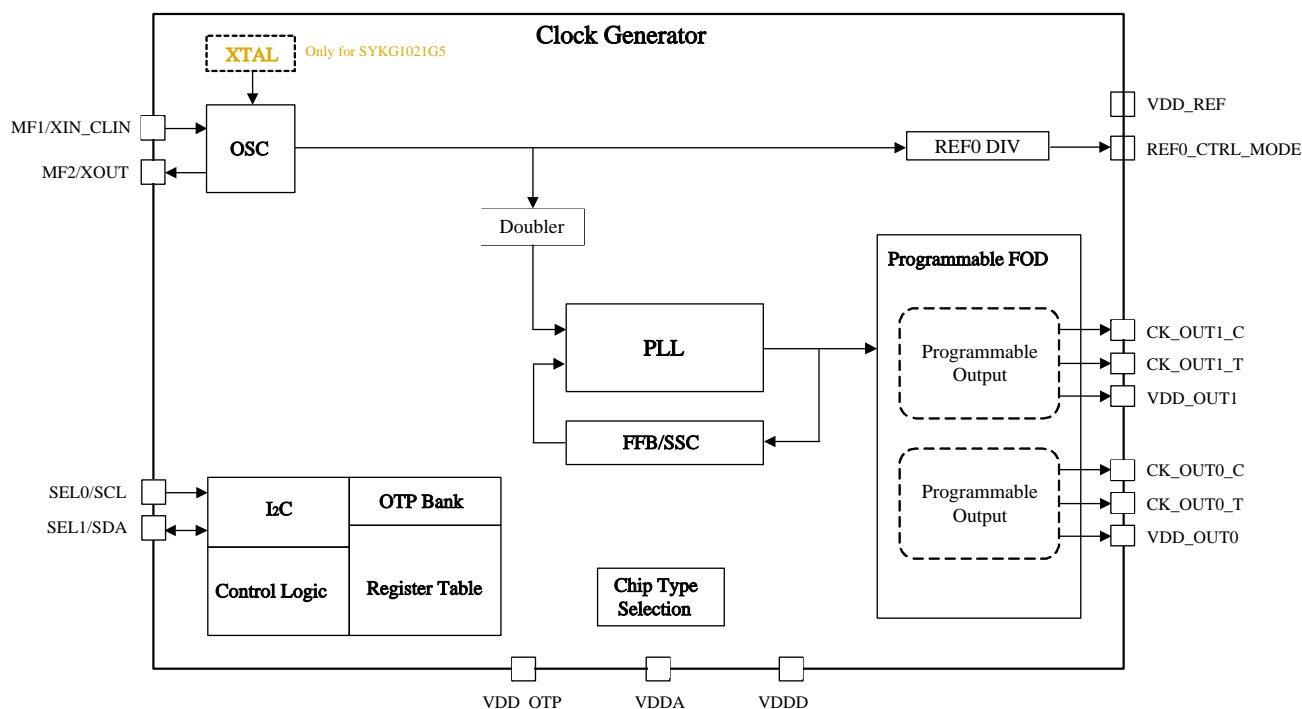 Clock Generator
XTAL
Only for SYKG1021G5
MF1/XIN_CLIN
MF2/XOUT
OSC
REF0 DIV
VDD_REF
REF0_CTRL_MODE
Doubler
PLL
FFB/SSC
Programmable FOD
Programmable
Output
CK_OUT1_C
CK_OUT1_T
VDD_OUT1
Programmable
Output
CK_OUT0_C
CK_OUT0_T
VDD_OUT0
SEL0/SCL
SEL1/SDA
I2C
OTP Bank
Control Logic
Register Table
Chip Type
Selection
VDD_OTP
VDDA
VDDD